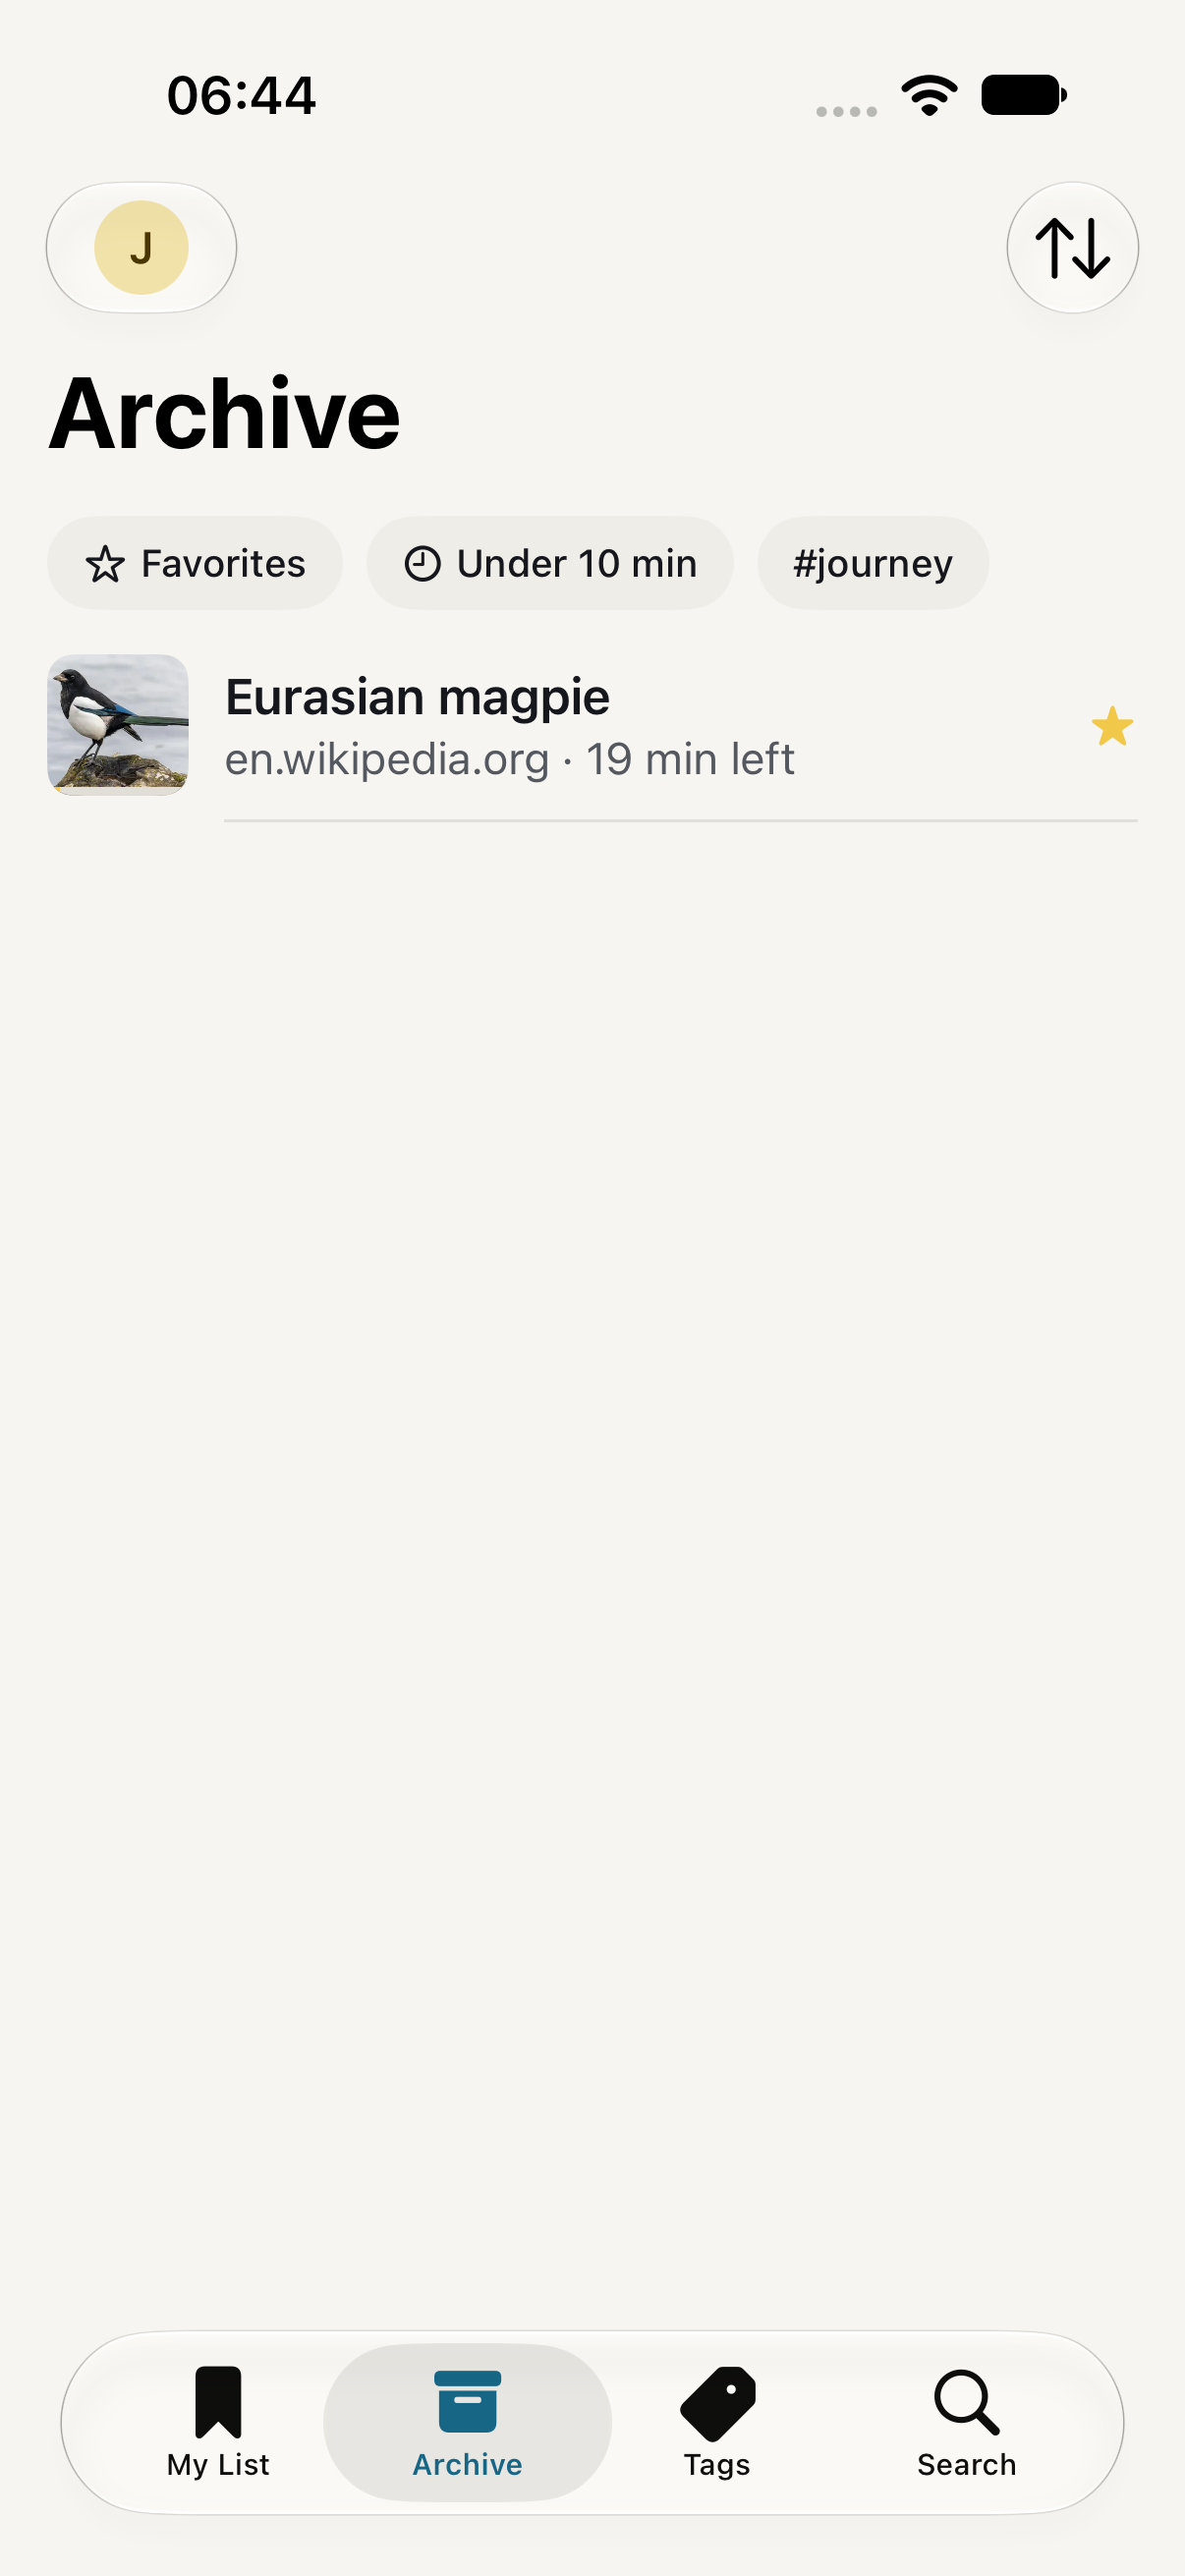 06:44
J
Archive
Favorites
Under 10 min
#journey
Eurasian magpie
en.wikipedia.org · 19 min left
My List
Archive
Tags
Search